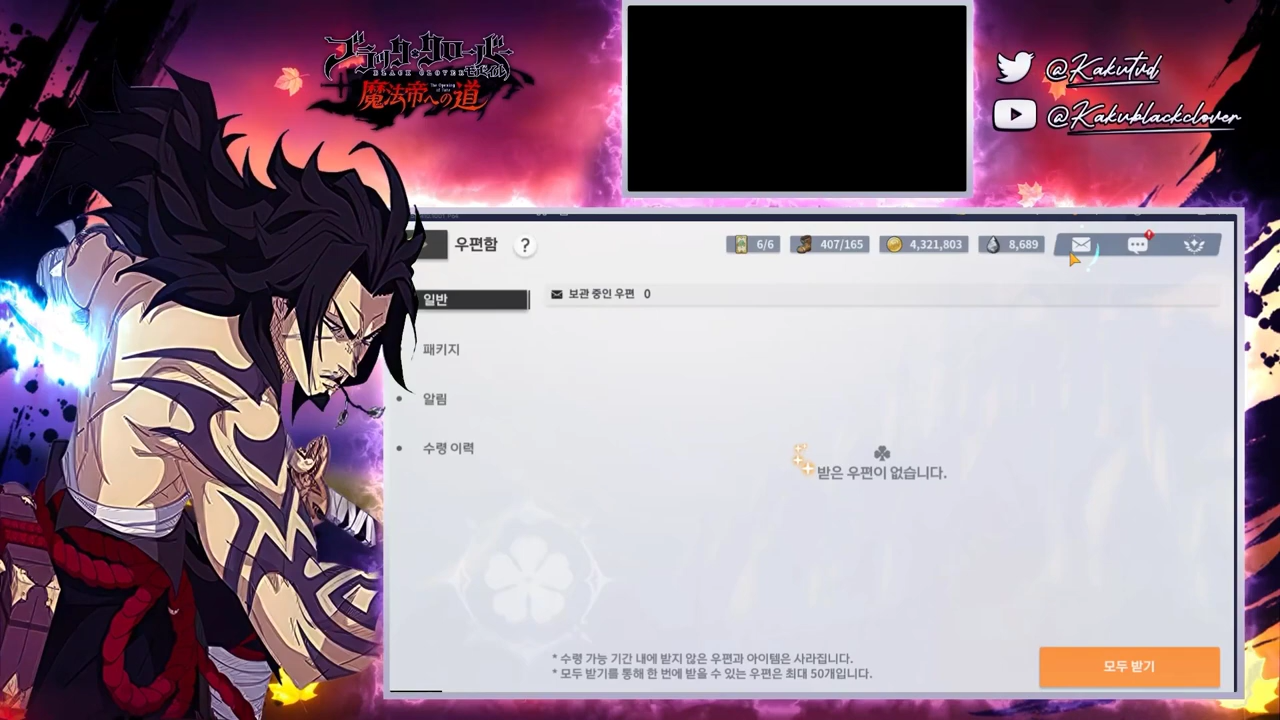 ブラック・クローバー
BLACK CLOVER モバイル
The Opening of Fate
魔法帝への道
@Kakutvd
@Kakublackclover
우편함 ?
6/6 407/165 4,321,803 8,689
일반
보관 중인 우편 0
패키지
알림
수령 이력
받은 우편이 없습니다.
* 수령 가능 기간 내에 받지 않은 우편과 아이템은 사라집니다.
* 모두 받기를 통해 한 번에 받을 수 있는 우편은 최대 50개입니다.
모두 받기